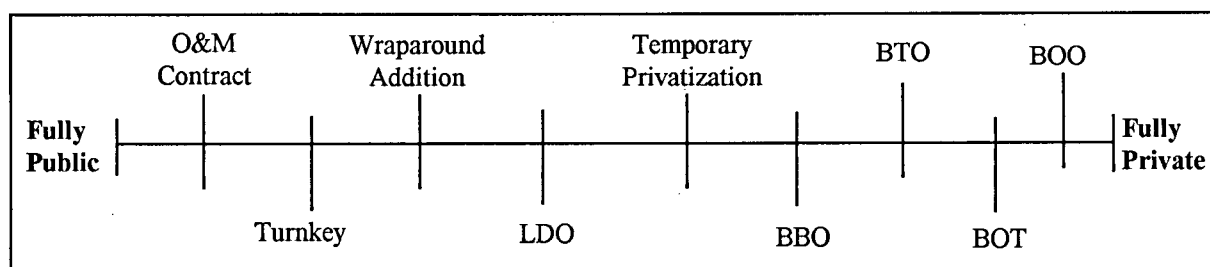 O&M
Contract
Wraparound
Addition
Temporary
Privatization
BTO
BOO
Fully
Public
Fully
Private
Turnkey
LDO
BBO
BOT